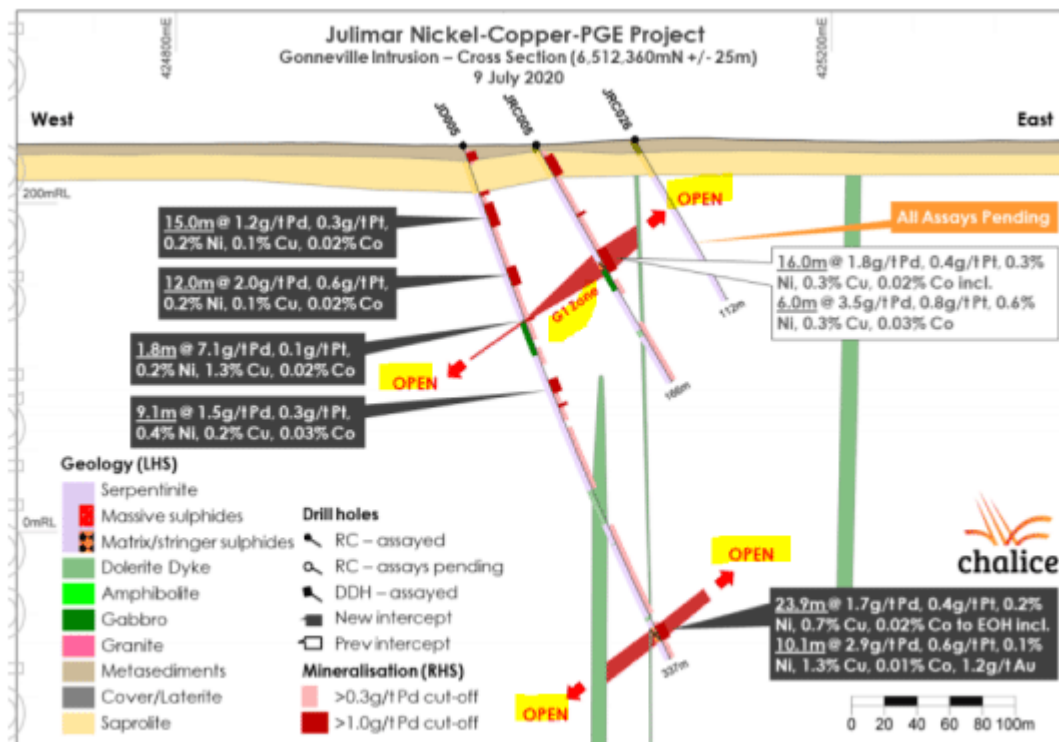 Julimar Nickel-Copper-PGE Project
Gonneville Intrusion – Cross Section (6,512,360mN +/- 25m)
9 July 2020
424800mE
425200mE
West
East
JD005
JRC005
JRC026
200mRL
OPEN
All Assays Pending
15.0m @ 1.2g/t Pd, 0.3g/t Pt,
0.2% Ni, 0.1% Cu, 0.02% Co
12.0m @ 2.0g/t Pd, 0.6g/t Pt,
0.2% Ni, 0.1% Cu, 0.02% Co
16.0m @ 1.8g/t Pd, 0.4g/t Pt, 0.3%
Ni, 0.3% Cu, 0.02% Co incl.
6.0m @ 3.5g/t Pd, 0.8g/t Pt, 0.6%
Ni, 0.3% Cu, 0.03% Co
G1 Zone
112m
1.8m @ 7.1g/t Pd, 0.1g/t Pt,
0.2% Ni, 1.3% Cu, 0.02% Co
OPEN
166m
9.1m @ 1.5g/t Pd, 0.3g/t Pt,
0.4% Ni, 0.2% Cu, 0.03% Co
Geology (LHS)
Serpentinite
Massive sulphides
Matrix/stringer sulphides
Dolerite Dyke
Amphibolite
Gabbro
Granite
Metasediments
Cover/Laterite
Saprolite
0mRL
Drill holes
RC – assayed
RC – assays pending
DDH – assayed
New intercept
Prev intercept
Mineralisation (RHS)
>0.3g/t Pd cut-off
>1.0g/t Pd cut-off
OPEN
chalice
23.9m @ 1.7g/t Pd, 0.4g/t Pt, 0.2%
Ni, 0.7% Cu, 0.02% Co to EOH incl.
10.1m @ 2.9g/t Pd, 0.6g/t Pt, 0.1%
Ni, 1.3% Cu, 0.01% Co, 1.2g/t Au
337m
OPEN
0 20 40 60 80 100m